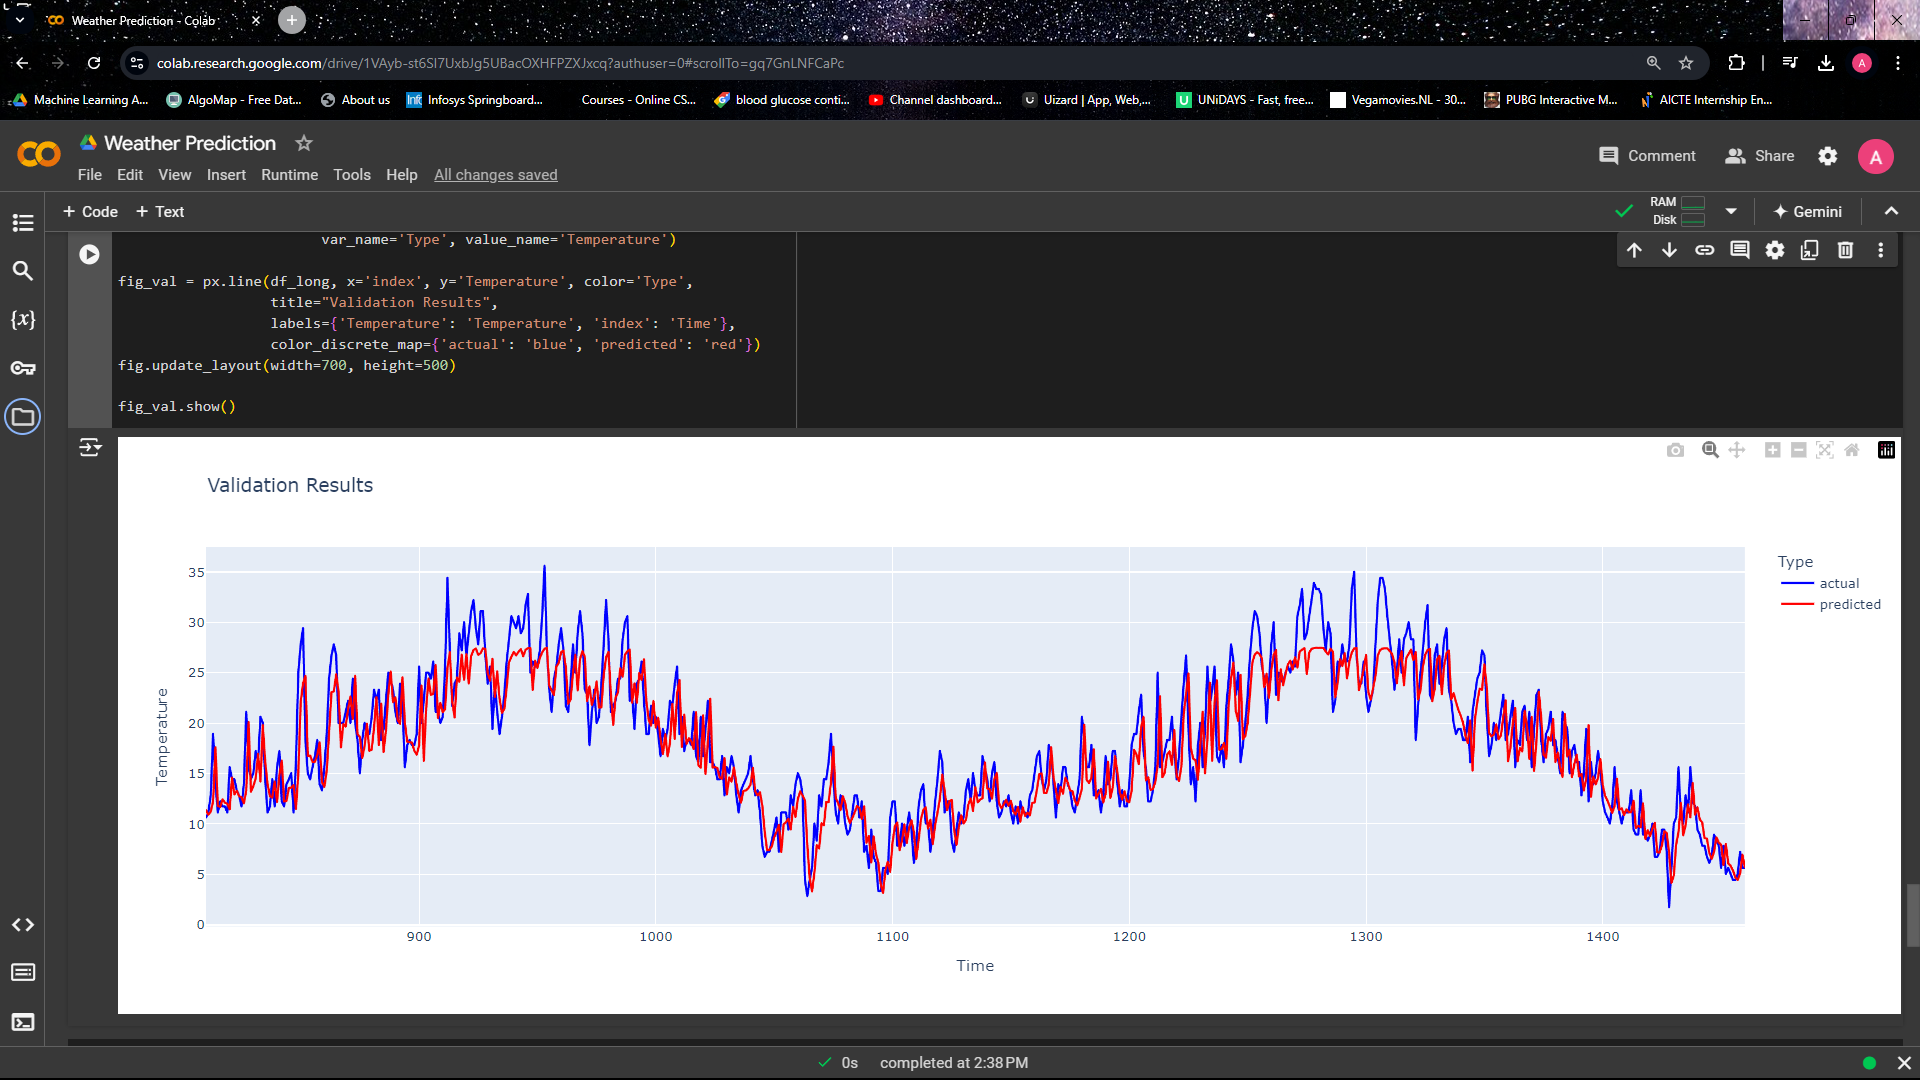 Weather Prediction - Colab
colab.research.google.com/drive/1VAyb-st6SI7UxbJg5UBacOXHFPZXJxcq?authuser=0#scrollTo=gq7GnLNFCaPc
Machine Learning A...
AlgoMap - Free Dat...
About us
Infosys Springboard...
Courses - Online CS...
blood glucose conti...
Channel dashboard...
Uizard | App, Web,...
UNiDAYS - Fast, free...
Vegamovies.NL - 30...
PUBG Interactive M...
AICTE Internship En...
Weather Prediction
Comment
Share
A
File Edit View Insert Runtime Tools Help All changes saved
+ Code + Text
RAM
Disk
Gemini
var_name='Type', value_name='Temperature')
fig_val = px.line(df_long, x='index', y='Temperature', color='Type',
title="Validation Results",
labels={'Temperature': 'Temperature', 'index': 'Time'},
color_discrete_map={'actual': 'blue', 'predicted': 'red'})
fig.update_layout(width=700, height=500)
fig_val.show()
Validation Results
Type
actual
predicted
35
30
25
20
15
10
5
0
Temperature
900 1000 1100 1200 1300 1400
Time
0s completed at 2:38 PM